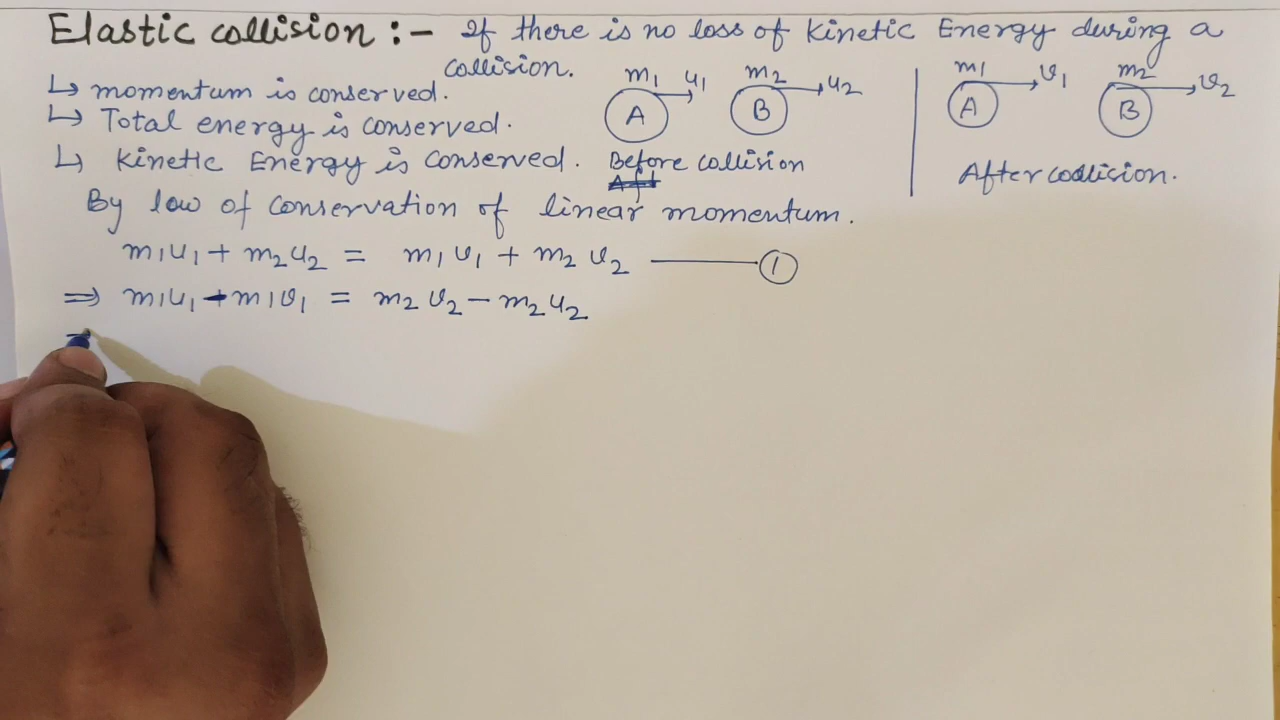 Elastic collision :- If there is no loss of Kinetic Energy during a
collision.
↳ momentum is conserved.
↳ Total energy is conserved.
↳ Kinetic Energy is conserved.
m1 u1 m2 u2
A B
Before collision
m1 v1 m2 v2
A B
After collision.
By law of conservation of linear momentum.
m1u1 + m2u2 = m1v1 + m2v2 —— ①
⇒ m1u1 - m1v1 = m2v2 - m2u2